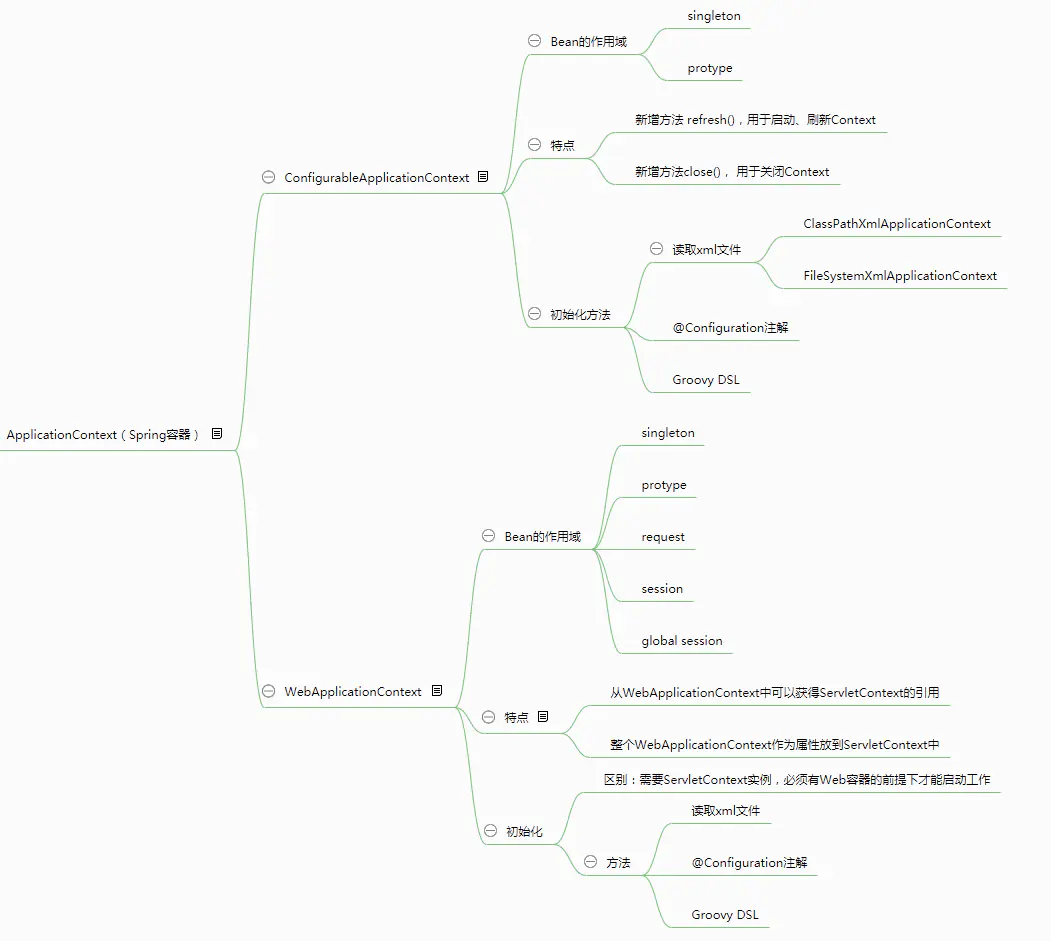 ApplicationContext（Spring容器）
ConfigurableApplicationContext
Bean的作用域
singleton
protype
特点
新增方法 refresh()，用于启动、刷新Context
新增方法close()， 用于关闭Context
初始化方法
读取xml文件
ClassPathXmlApplicationContext
FileSystemXmlApplicationContext
@Configuration注解
Groovy DSL
WebApplicationContext
Bean的作用域
singleton
protype
request
session
global session
特点
从WebApplicationContext中可以获得ServletContext的引用
整个WebApplicationContext作为属性放到ServletContext中
初始化
区别：需要ServletContext实例，必须有Web容器的前提下才能启动工作
方法
读取xml文件
@Configuration注解
Groovy DSL